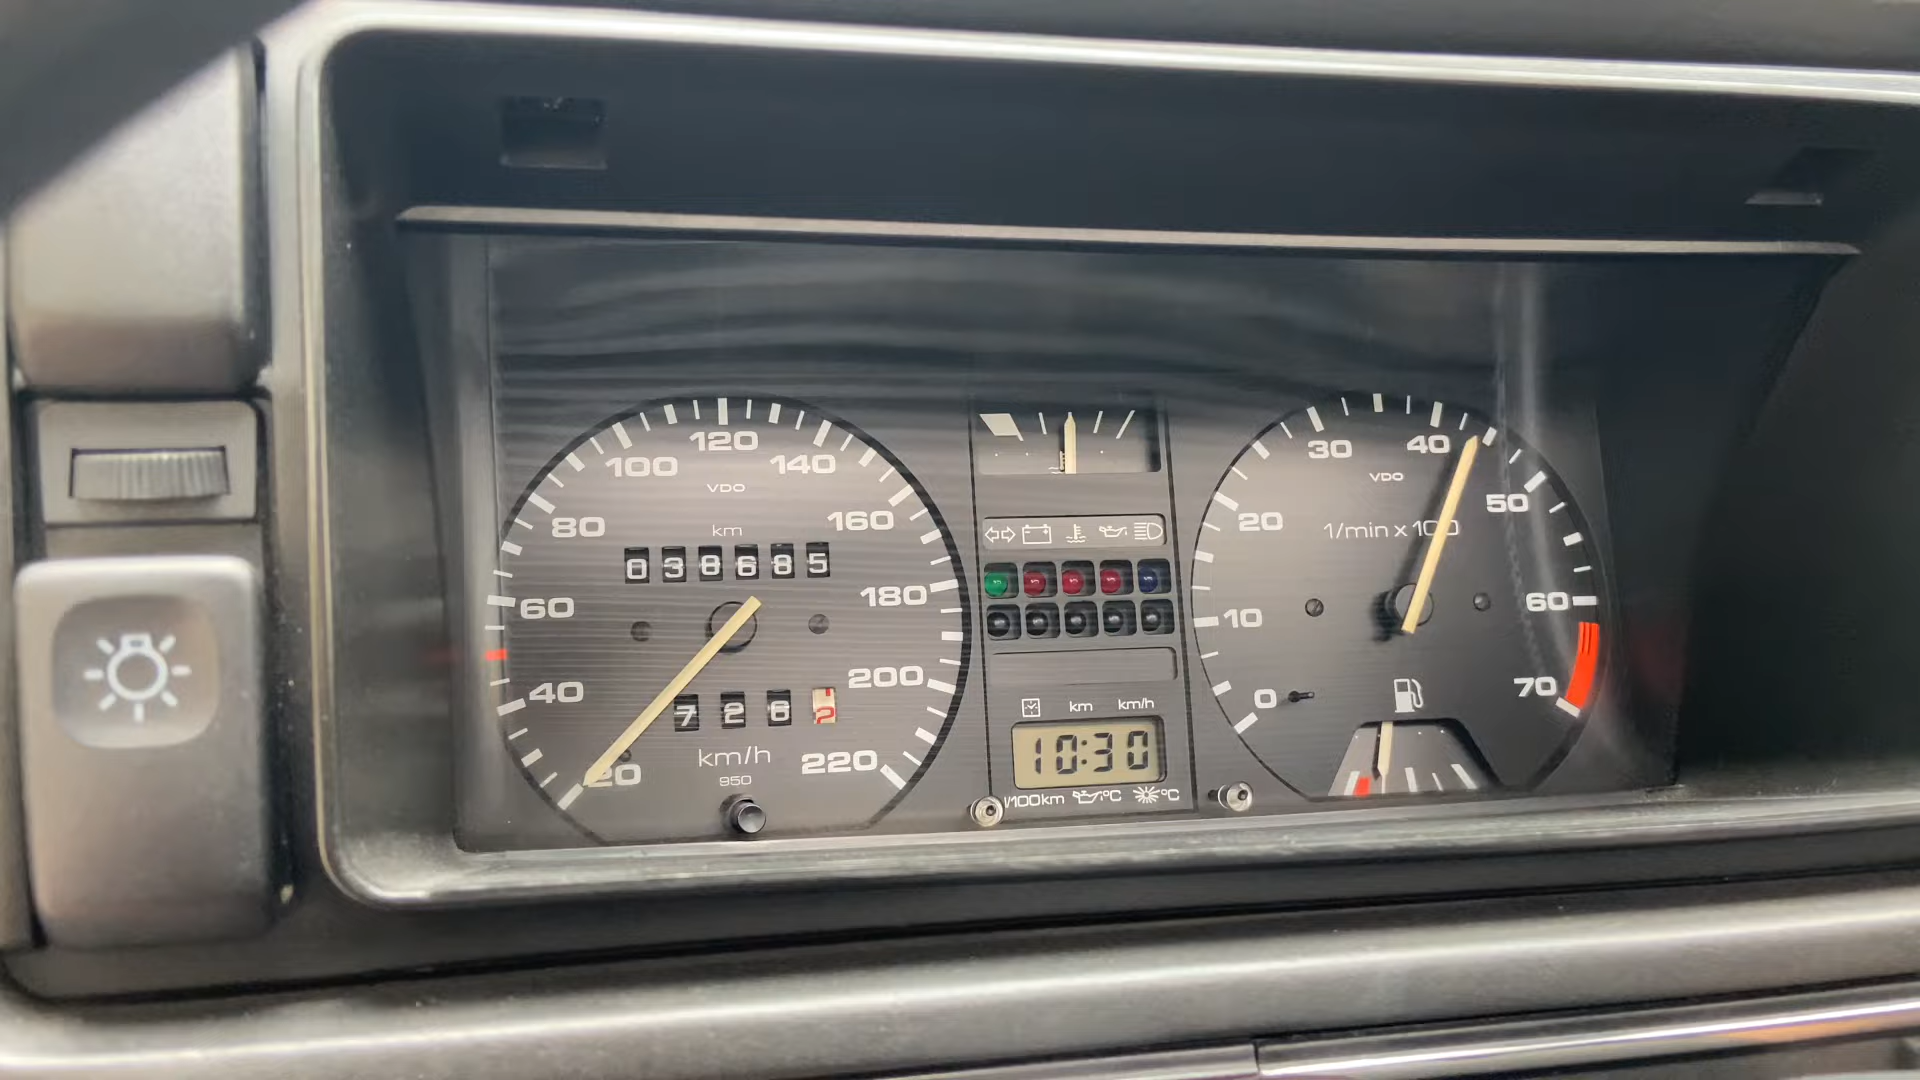 120
100 140
VDO
80 km 160
038685
60 180
40 200
7262
km/h
20 950 220
km km/h
10:30
l/100km °C °C
30 40
VDO
20 50
1/min x 100
10 60
0 70